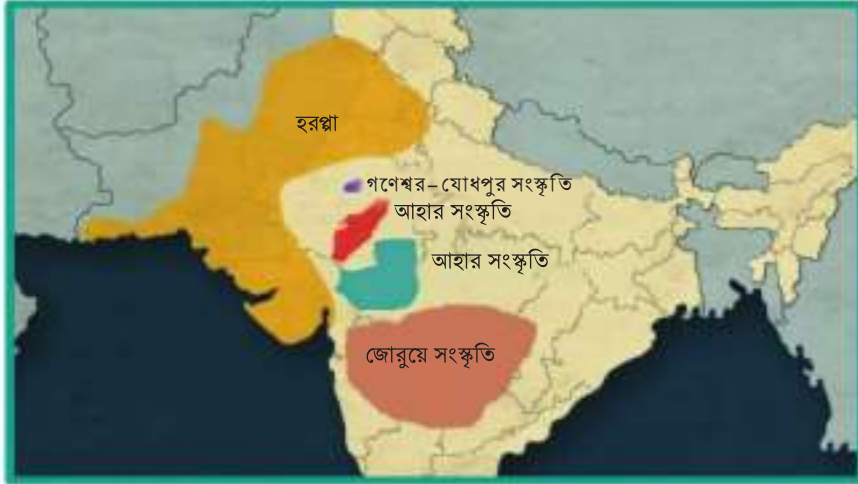 হরপ্পা
গণেশ্বর–যোধপুর সংস্কৃতি
আহার সংস্কৃতি
আহার সংস্কৃতি
জোরুয়ে সংস্কৃতি